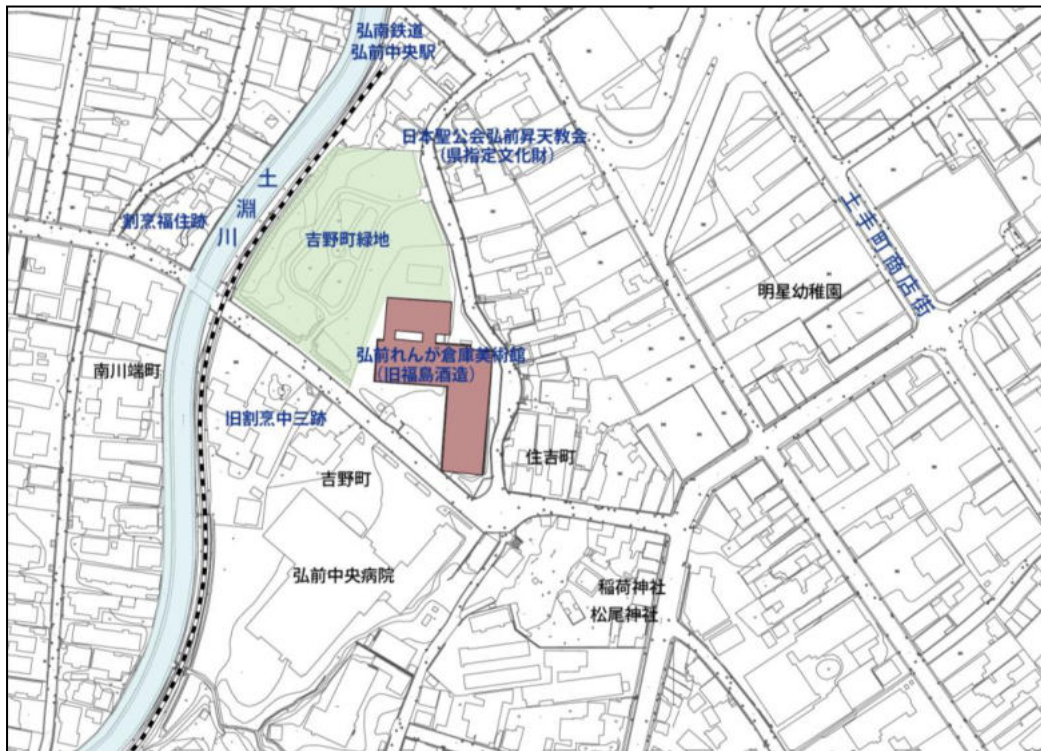 弘南鉄道
弘前中央駅
日本聖公会弘前昇天教会
（県指定文化財）
土淵川
割烹福住跡
吉野町緑地
土手町商店街
明星幼稚園
弘前れんが倉庫美術館
（旧福島酒造）
南川端町
旧割烹中三跡
住吉町
吉野町
弘前中央病院
稲荷神社
松尾神社